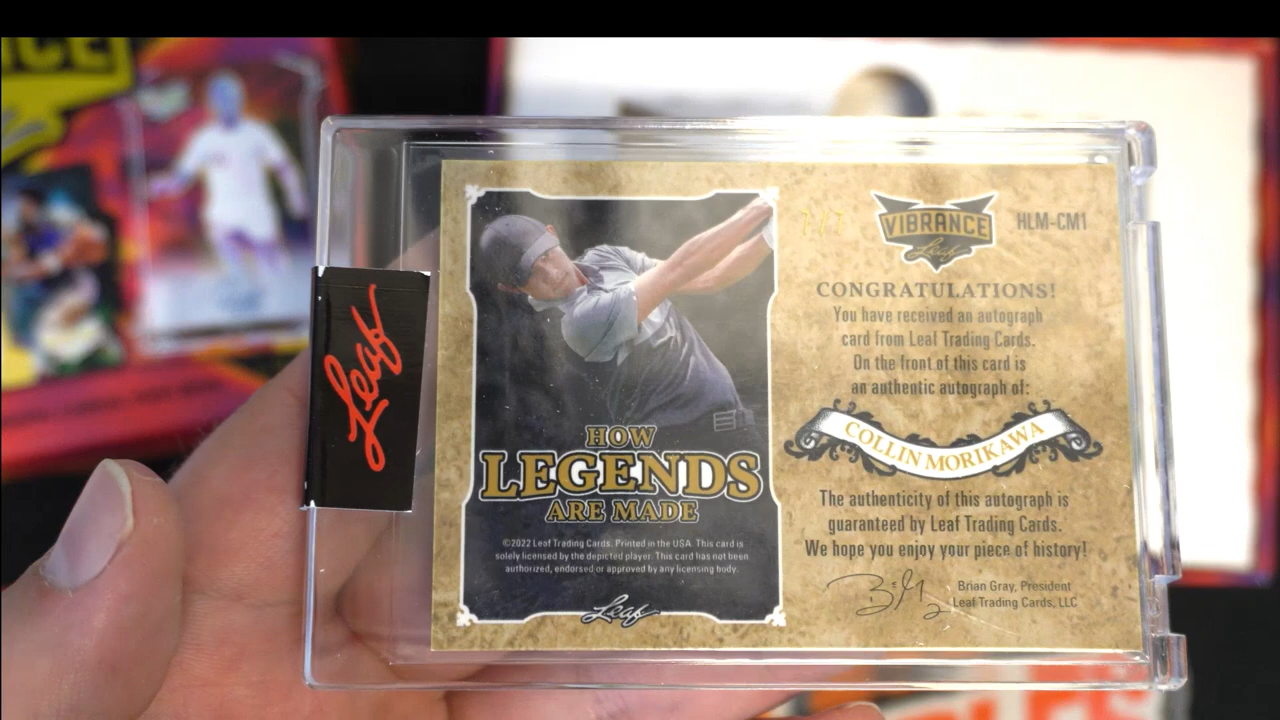 Leaf
7/7
VIBRANCE
Leaf
HLM-CM1
CONGRATULATIONS!
You have received an autograph
card from Leaf Trading Cards.
On the front of this card is
an authentic autograph of:
COLLIN MORIKAWA
The authenticity of this autograph is
guaranteed by Leaf Trading Cards.
We hope you enjoy your piece of history!
Brian Gray, President
Leaf Trading Cards, LLC
HOW
LEGENDS
ARE MADE
©2022 Leaf Trading Cards. Printed in the USA. This card is
solely licensed by the depicted player. This card has not been
authorized, endorsed or approved by any licensing body.
Leaf